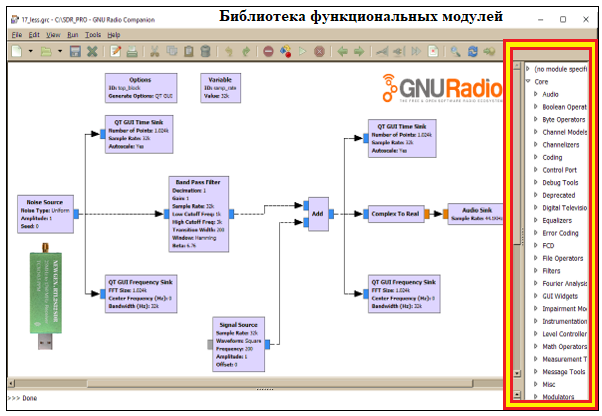 17_less.grc - C:\SDR_PRO - GNU Radio Companion
Библиотека функциональных модулей
File Edit View Run Tools Help
Options
ID: top_block
Generate Options: QT GUI
Variable
ID: samp_rate
Value: 32k
GNURadio
THE FREE & OPEN SOFTWARE RADIO ECOSYSTEM
QT GUI Time Sink
Number of Points: 1.024k
Sample Rate: 32k
Autoscale: Yes
QT GUI Time Sink
Number of Points: 1.024k
Sample Rate: 32k
Autoscale: Yes
Noise Source
Noise Type: Uniform
Amplitude: 1
Seed: 0
Band Pass Filter
Decimation: 1
Gain: 1
Sample Rate: 32k
Low Cutoff Freq: 1k
High Cutoff Freq: 3k
Transition Width: 200
Window: Hamming
Beta: 6.76
Add
Complex To Real
Audio Sink
Sample Rate: 44.1KHz
QT GUI Frequency Sink
FFT Size: 1.024k
Center Frequency (Hz): 0
Bandwidth (Hz): 32k
QT GUI Frequency Sink
FFT Size: 1.024k
Center Frequency (Hz): 0
Bandwidth (Hz): 32k
Signal Source
Sample Rate: 32k
Waveform: Square
Frequency: 200
Amplitude: 1
Offset: 0
(no module specifi
Core
Audio
Boolean Operat
Byte Operators
Channel Models
Channelizers
Coding
Control Port
Debug Tools
Deprecated
Digital Televisio
Equalizers
Error Coding
FCD
File Operators
Filters
Fourier Analysi
GUI Widgets
Impairment Mo
Instrumentation
Level Controller
Math Operators
Measurement T
Message Tools
Misc
Modulators
>>> Done